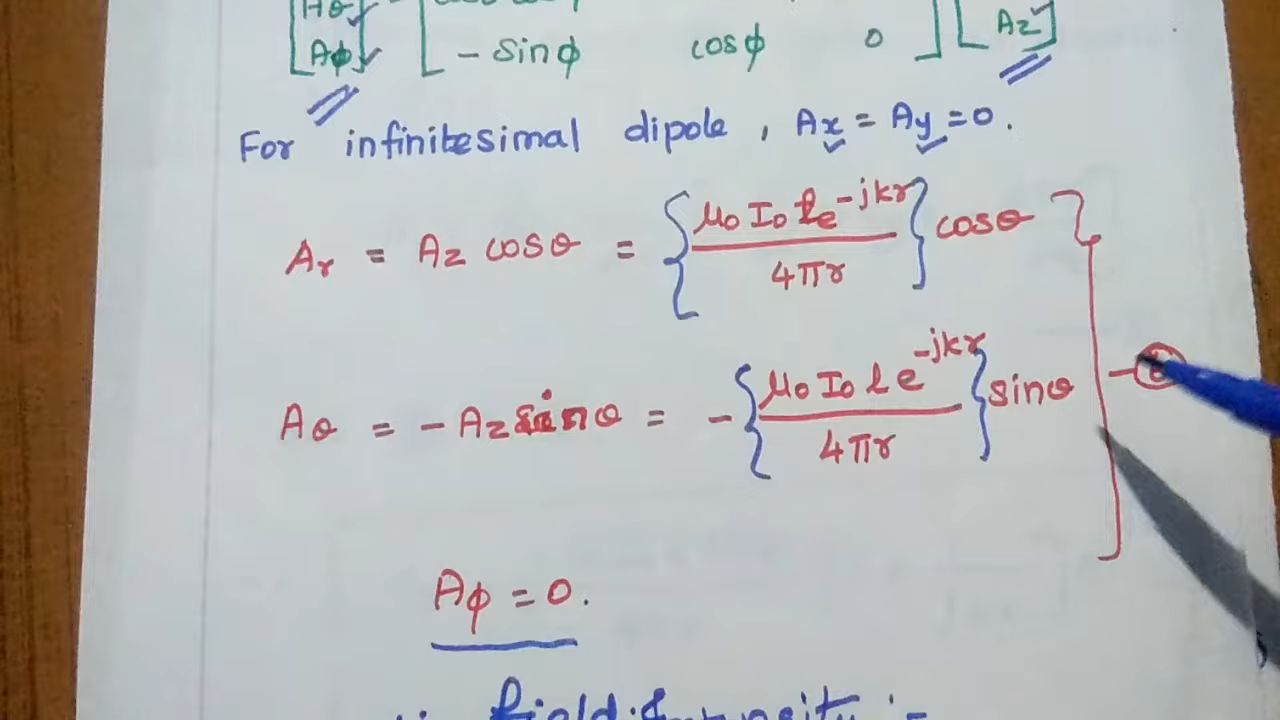 Aφ - sinφ cosφ 0 Az
For infinitesimal dipole, Ax = Ay = 0.
Ar = Az cosθ = { μ0 I0 l e^-jkr / 4πr } cosθ
Aθ = - Az sinθ = - { μ0 I0 l e^-jkr / 4πr } sinθ
Aφ = 0.